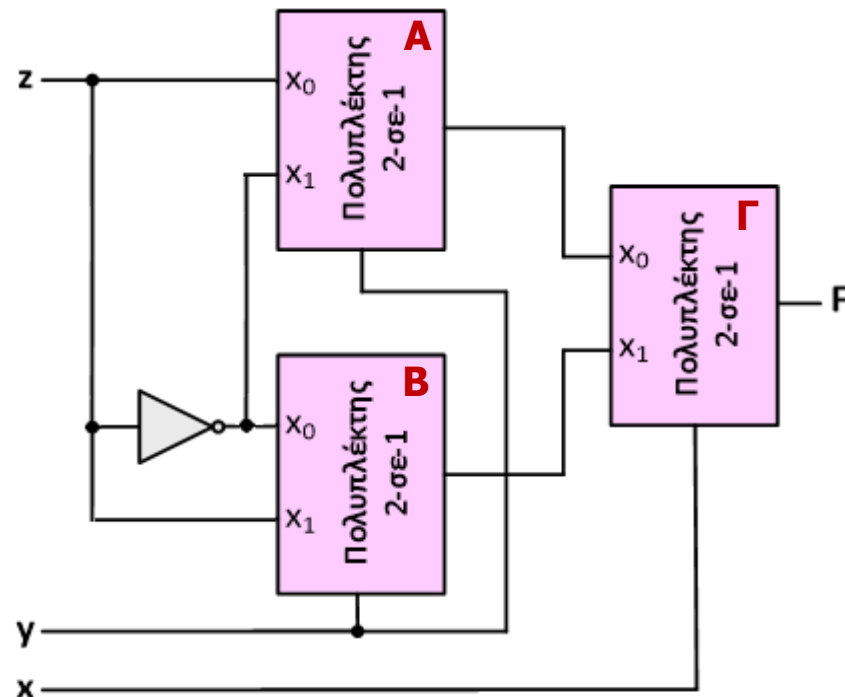 z
A
x₀
x₁
Πολυπλέκτης
2-σε-1
B
x₀
x₁
Πολυπλέκτης
2-σε-1
Γ
x₀
x₁
Πολυπλέκτης
2-σε-1
F
y
x